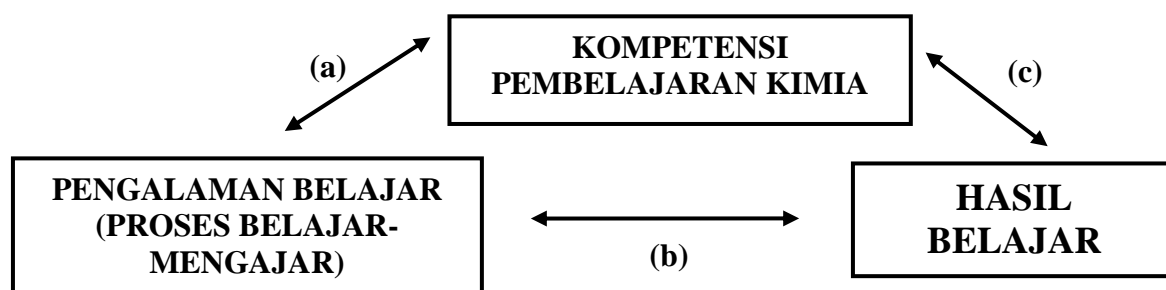 KOMPETENSI
PEMBELAJARAN KIMIA
(a)
(c)
PENGALAMAN BELAJAR
(PROSES BELAJAR-
MENGAJAR)
(b)
HASIL
BELAJAR